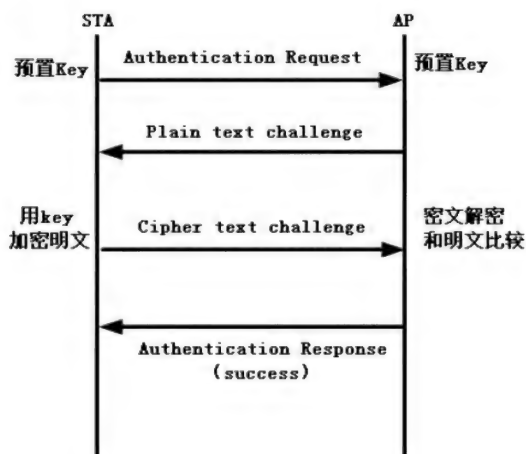 STA
AP
预置Key
Authentication Request
预置Key
Plain text challenge
用key
加密明文
Cipher text challenge
密文解密
和明文比较
Authentication Response
(success)